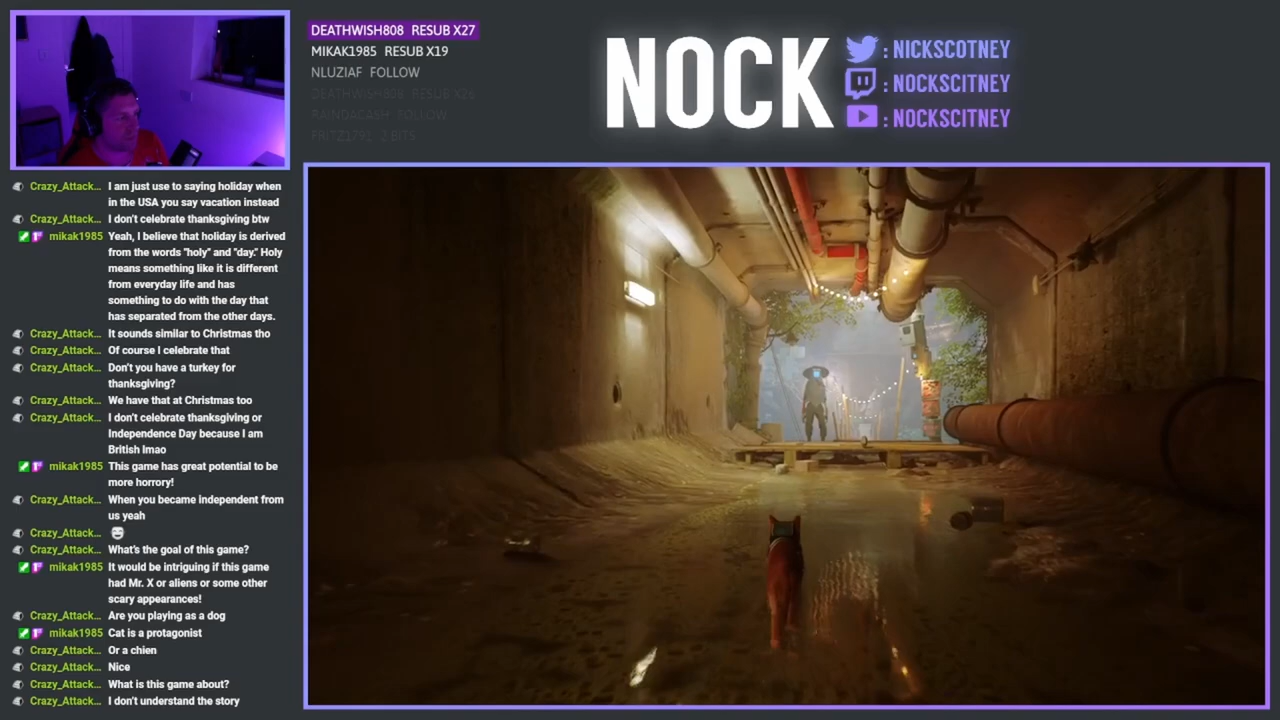 DEATHWISH808 RESUB X27
MIKAK1985 RESUB X19
NLUZIAF FOLLOW
DEATHWISH808 RESUB X26
RAINDACASH FOLLOW
FRITZ1792 2 BITS
NOCK
: NICKSCOTNEY
: NOCKSCITNEY
: NOCKSCITNEY
Crazy_Attack... I am just use to saying holiday when
in the USA you say vacation instead
Crazy_Attack... I don't celebrate thanksgiving btw
mikak1985 Yeah, I believe that holiday is derived
from the words "holy" and "day." Holy
means something like it is different
from everyday life and has
something to do with the day that
has separated from the other days.
Crazy_Attack... It sounds similar to Christmas tho
Crazy_Attack... Of course I celebrate that
Crazy_Attack... Don't you have a turkey for
thanksgiving?
Crazy_Attack... We have that at Christmas too
Crazy_Attack... I don't celebrate thanksgiving or
Independence Day because I am
British lmao
mikak1985 This game has great potential to be
more horrory!
Crazy_Attack... When you became independent from
us yeah
Crazy_Attack...
Crazy_Attack... What's the goal of this game?
mikak1985 It would be intriguing if this game
had Mr. X or aliens or some other
scary appearances!
Crazy_Attack... Are you playing as a dog
mikak1985 Cat is a protagonist
Crazy_Attack... Or a chien
Crazy_Attack... Nice
Crazy_Attack... What is this game about?
Crazy_Attack... I don't understand the story